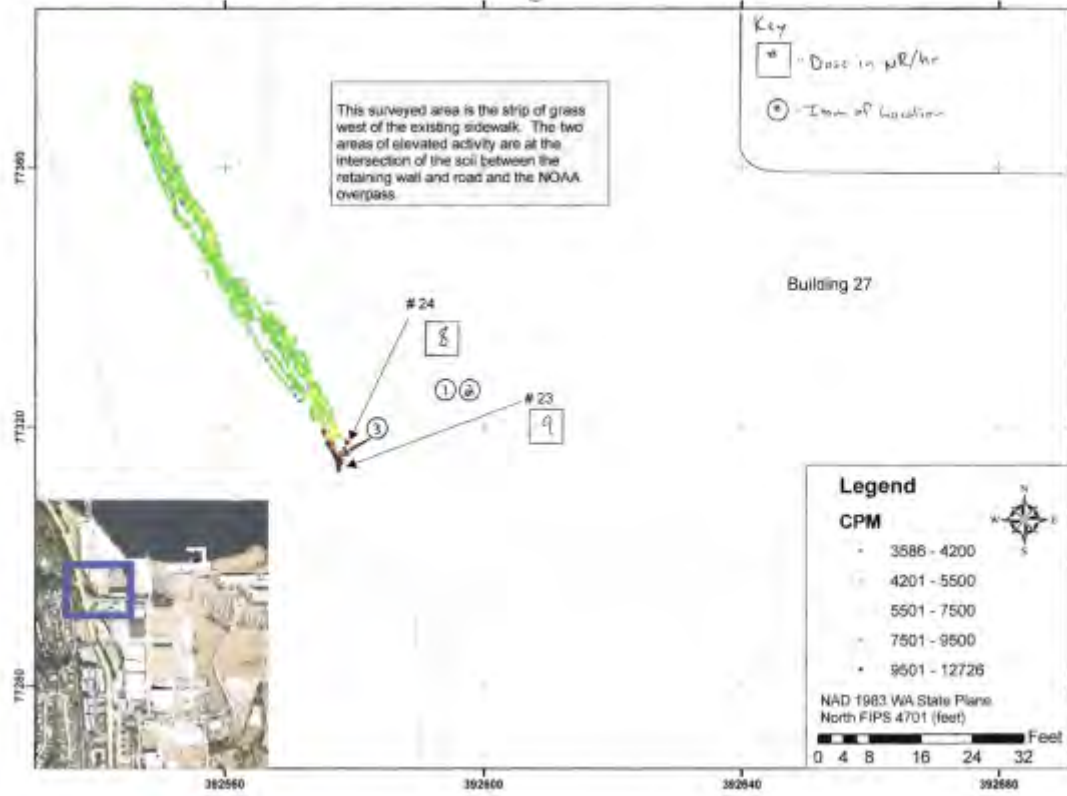 Key
* - Dose in µR/hr
* - Item of Location
This surveyed area is the strip of grass
west of the existing sidewalk. The two
areas of elevated activity are at the
intersection of the soil between the
retaining wall and road and the NOAA
overpass.
Building 27
# 24
8
1 2
# 23
9
3
77360
77320
77280
Legend
CPM
N
W E
S
3586 - 4200
4201 - 5500
5501 - 7500
7501 - 9500
9501 - 12726
NAD 1983 WA State Plane
North FIPS 4701 (feet)
Feet
0 4 8 16 24 32
392560 392600 392640 392680